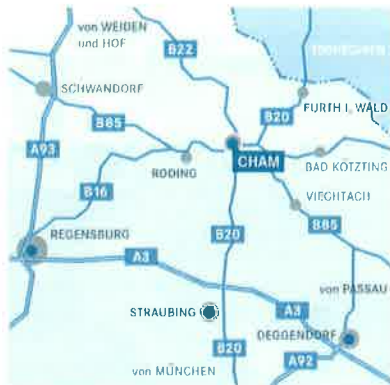 von WEIDEN
und HOF
B22
TSCHECHIEN
SCHWANDORF
FURTH I. WALD
B20
B85
A93
CHAM
RODING
BAD KÖTZTING
B16
VIECHTACH
B85
REGENSBURG
B20
A3
von PASSAU
STRAUBING
A3
DEGGENDORF
B20
A92
von MÜNCHEN